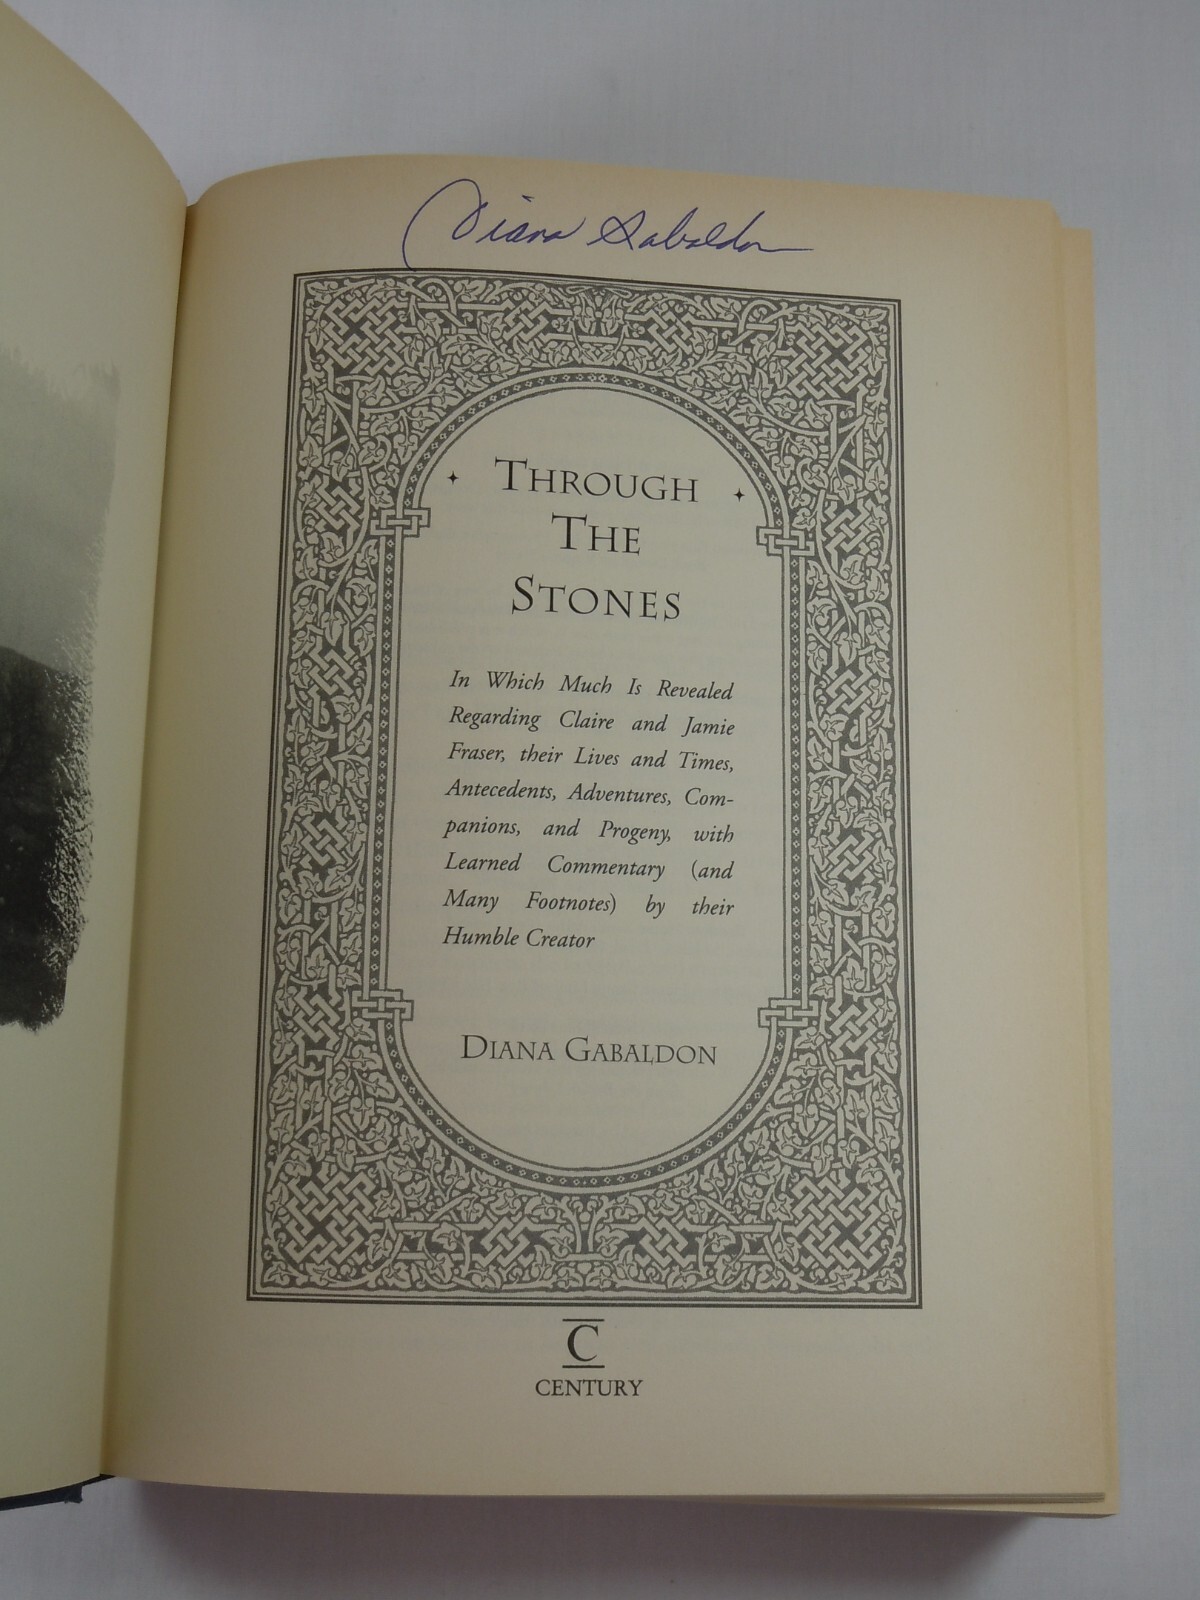 Diana Gabaldon
THROUGH
THE
STONES
In Which Much Is Revealed
Regarding Claire and Jamie
Fraser, their Lives and Times,
Antecedents, Adventures, Com-
panions, and Progeny, with
Learned Commentary (and
Many Footnotes) by their
Humble Creator
DIANA GABALDON
C
CENTURY